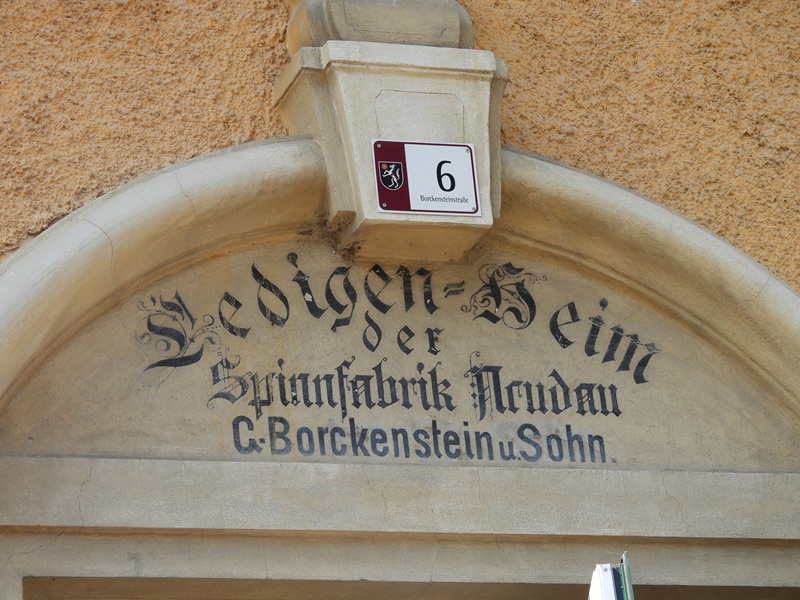 6
Borckensteinstraße
Ledigen-Heim
der
Spinnfabrik Neudau
C. Borckenstein u. Sohn.